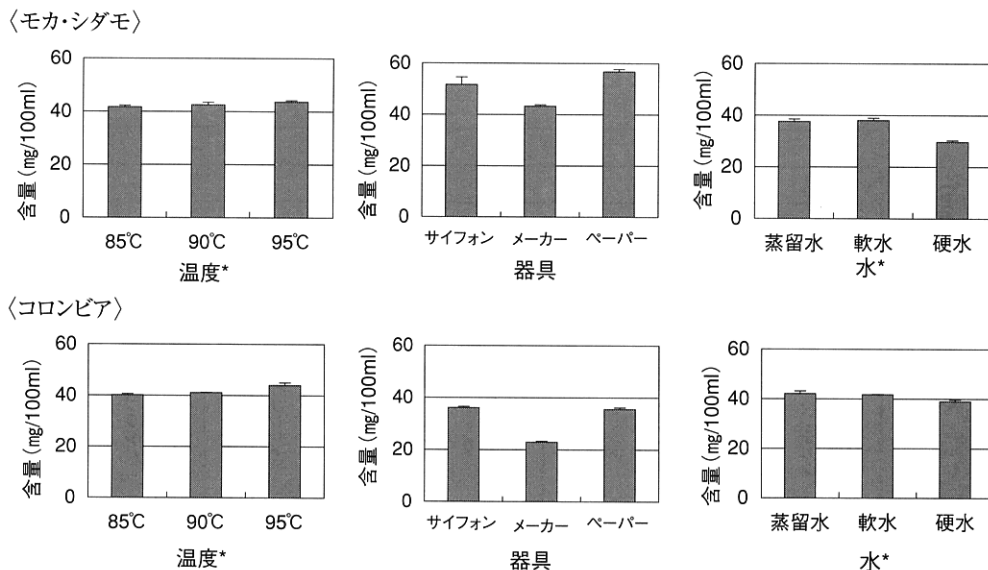 〈モカ・シダモ〉
含量(mg/100ml)
60
40
20
0
85℃ 90℃ 95℃
温度*
含量(mg/100ml)
60
40
20
0
サイフォン メーカー ペーパー
器具
含量(mg/100ml)
60
40
20
0
蒸留水 軟水 硬水
水*
〈コロンビア〉
含量(mg/100ml)
60
40
20
0
85℃ 90℃ 95℃
温度*
含量(mg/100ml)
60
40
20
0
サイフォン メーカー ペーパー
器具
含量(mg/100ml)
60
40
20
0
蒸留水 軟水 硬水
水*